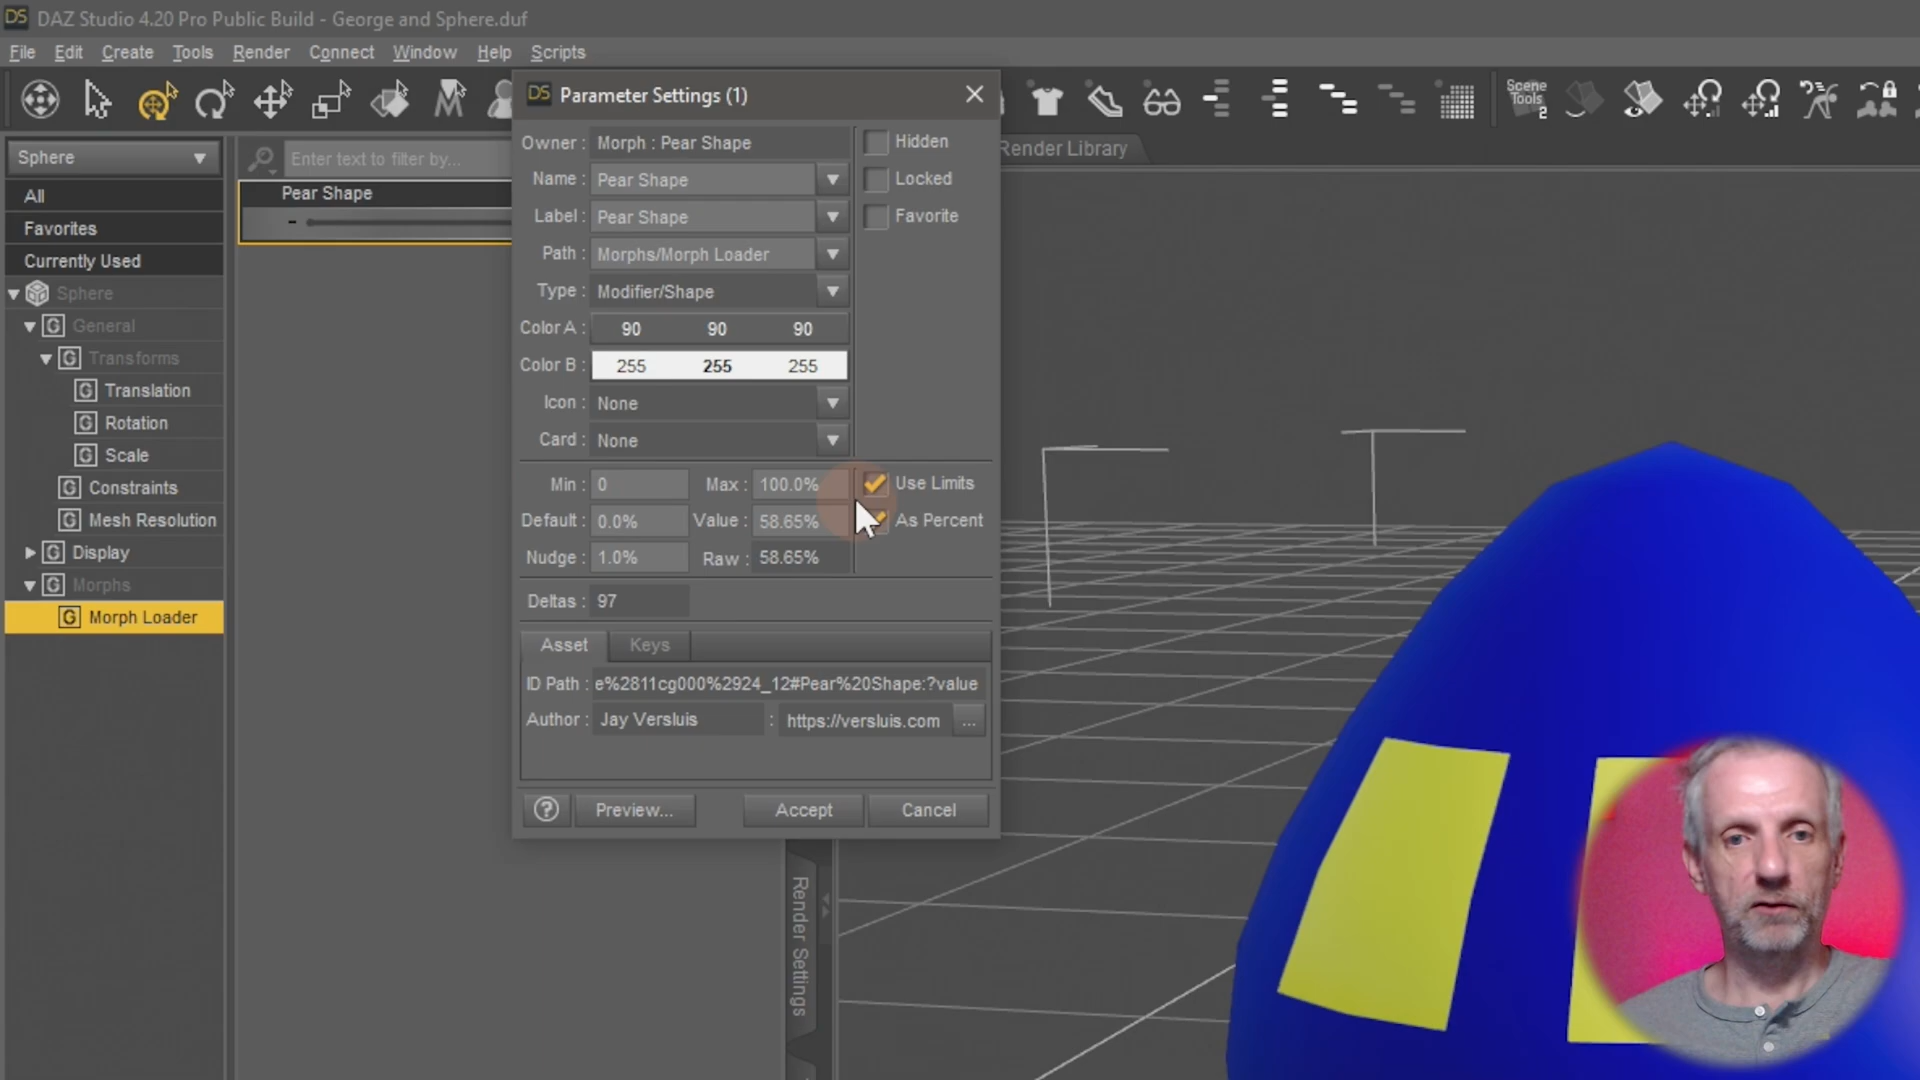 DS DAZ Studio 4.20 Pro Public Build - George and Sphere.duf
File Edit Create Tools Render Connect Window Help Scripts
Scene
Tools
2
Sphere
All
Favorites
Currently Used
Sphere
G General
G Transforms
G Translation
G Rotation
G Scale
G Constraints
G Mesh Resolution
G Display
G Morphs
G Morph Loader
Enter text to filter by...
Pear Shape
-
DS Parameter Settings (1)
Owner : Morph : Pear Shape
Name : Pear Shape
Label : Pear Shape
Path : Morphs/Morph Loader
Type : Modifier/Shape
Color A : 90 90 90
Color B : 255 255 255
Icon : None
Card : None
Hidden
Locked
Favorite
Min : 0 Max : 100.0% Use Limits
Default : 0.0% Value : 58.65% As Percent
Nudge : 1.0% Raw : 58.65%
Deltas : 97
Asset Keys
ID Path : e%2811cg000%2924_12#Pear%20Shape:?value
Author : Jay Versluis : https://versluis.com ...
? Preview... Accept Cancel
Render Library
Render Settings